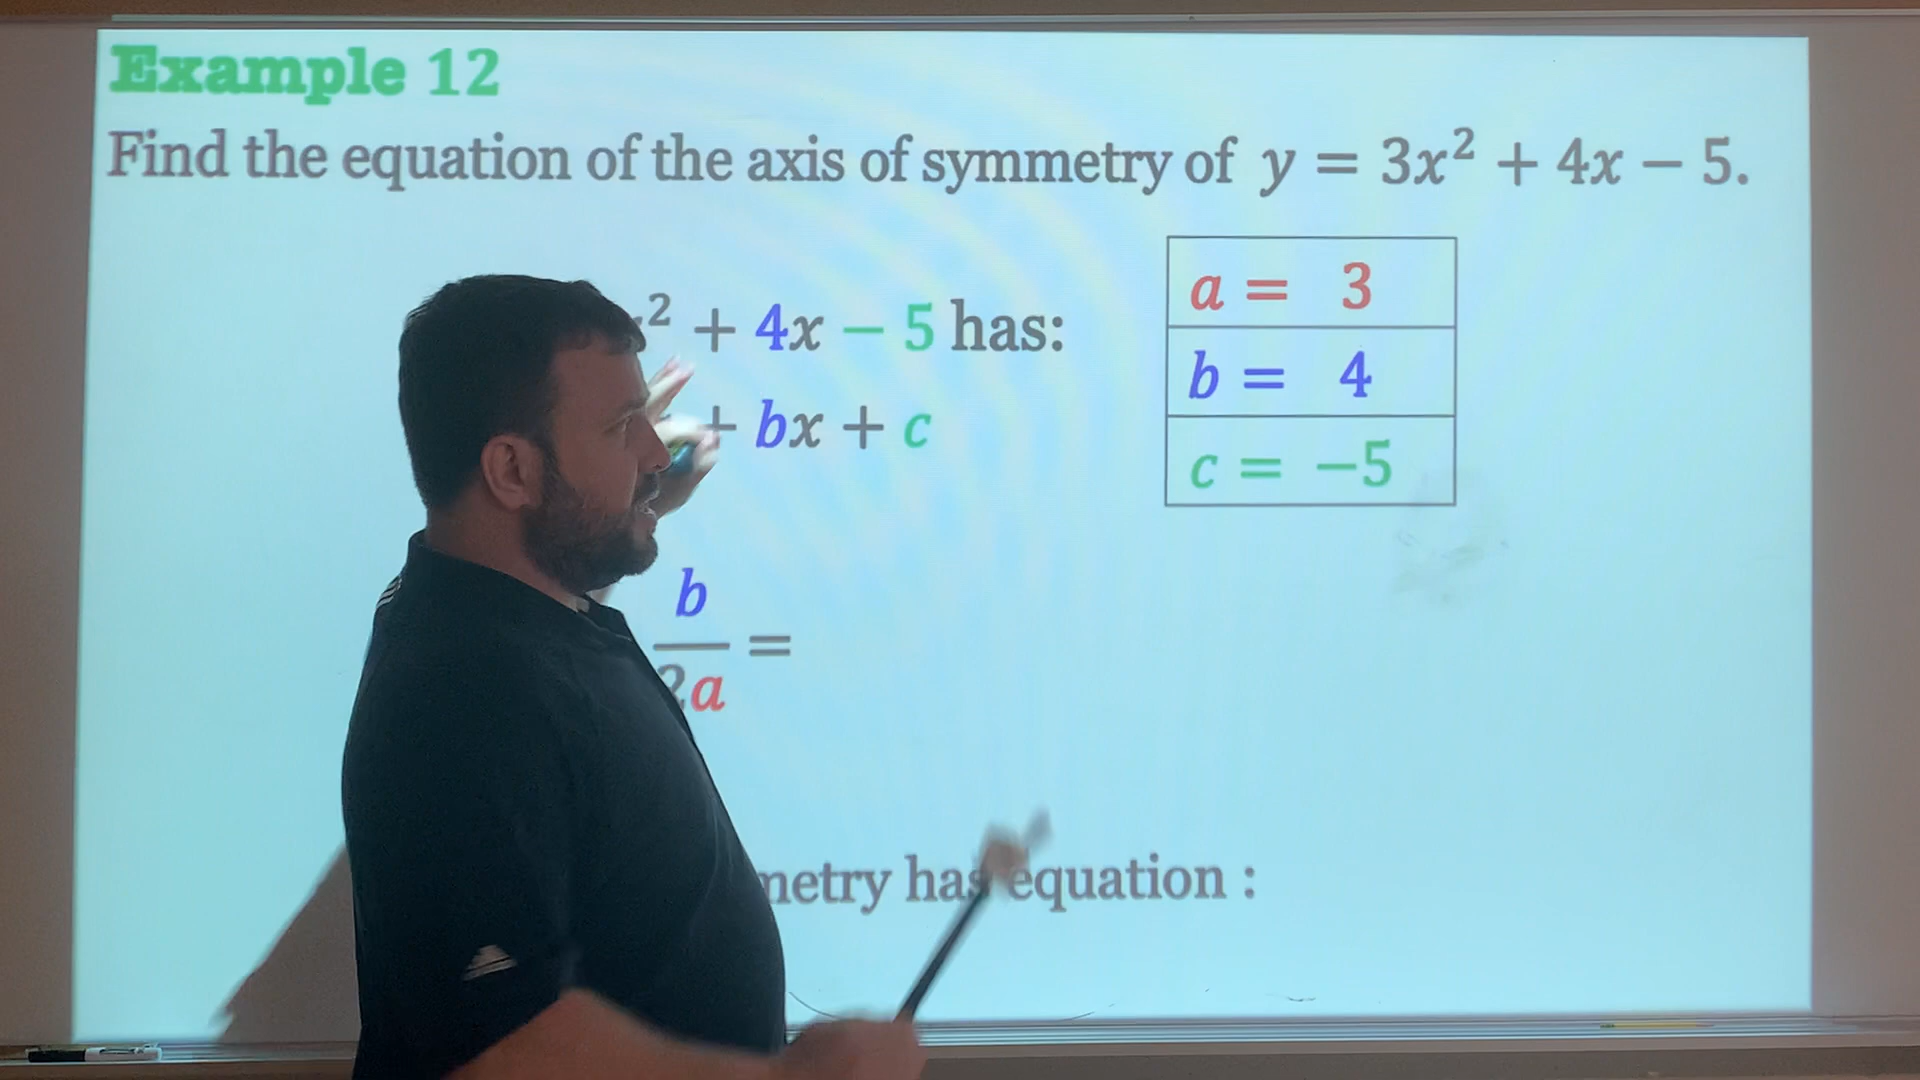 Example 12
Find the equation of the axis of symmetry of y = 3x² + 4x − 5.
² + 4x − 5 has:
+ bx + c
a = 3
b = 4
c = −5
b
2a
=
has equation :